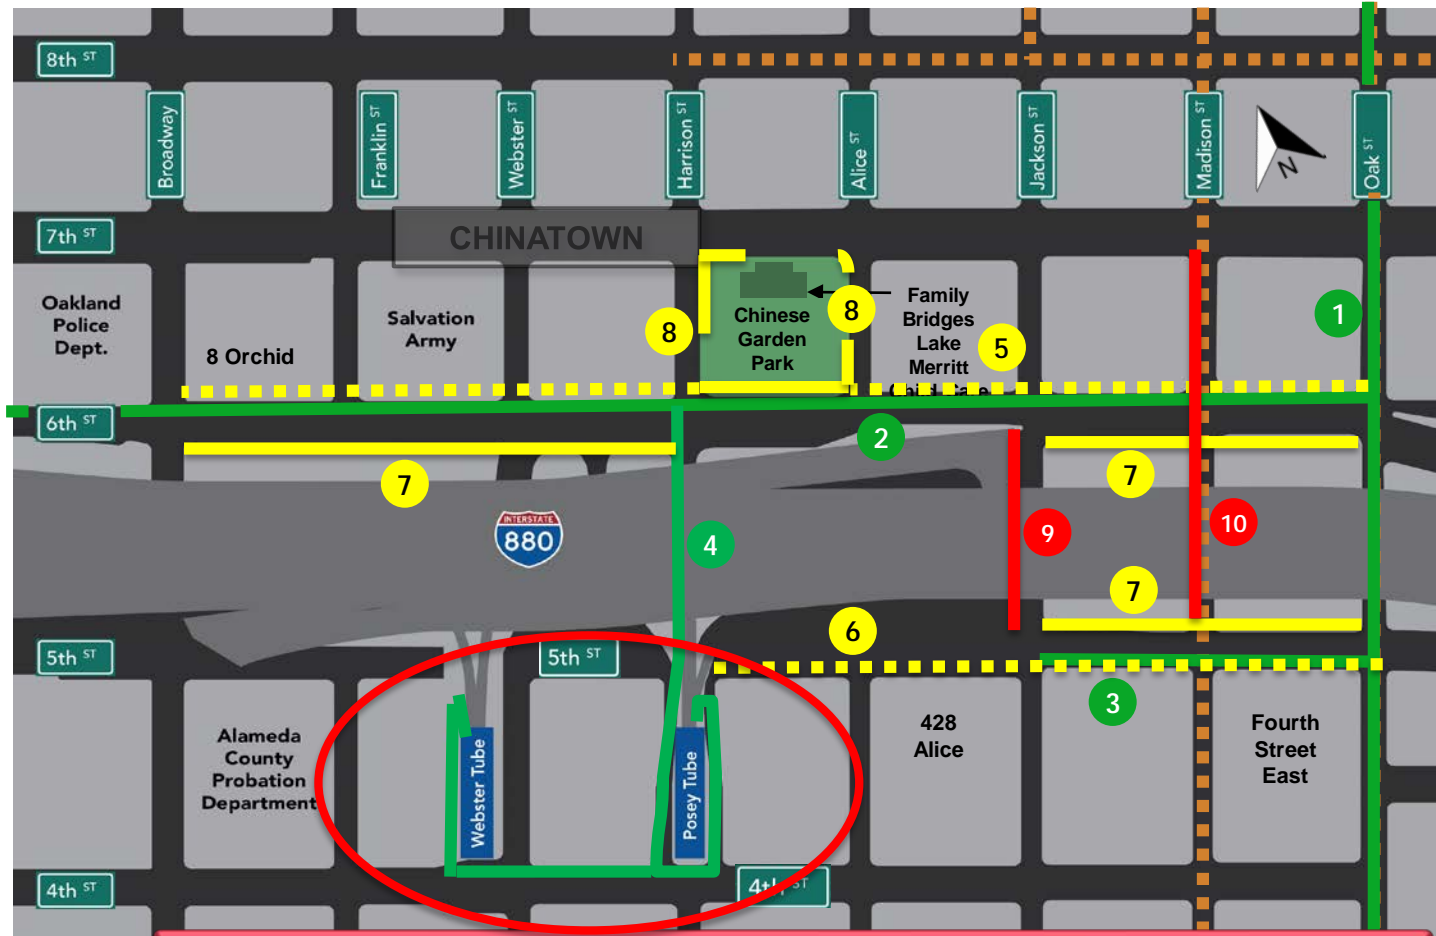 8th ST
Broadway
Franklin ST
Webster ST
Harrison ST
Alice ST
Jackson ST
Madison ST
N
Oak ST
7th ST
CHINATOWN
Oakland
Police
Dept.
8 Orchid
Salvation
Army
8
Chinese
Garden
Park
8
Family
Bridges
Lake
Merritt
Child Care
5
1
6th ST
2
7
7
INTERSTATE
880
4
9
10
7
6
5th ST
5th ST
3
Alameda
County
Probation
Department
Webster Tube
Posey Tube
428
Alice
Fourth
Street
East
4th ST
4th ST